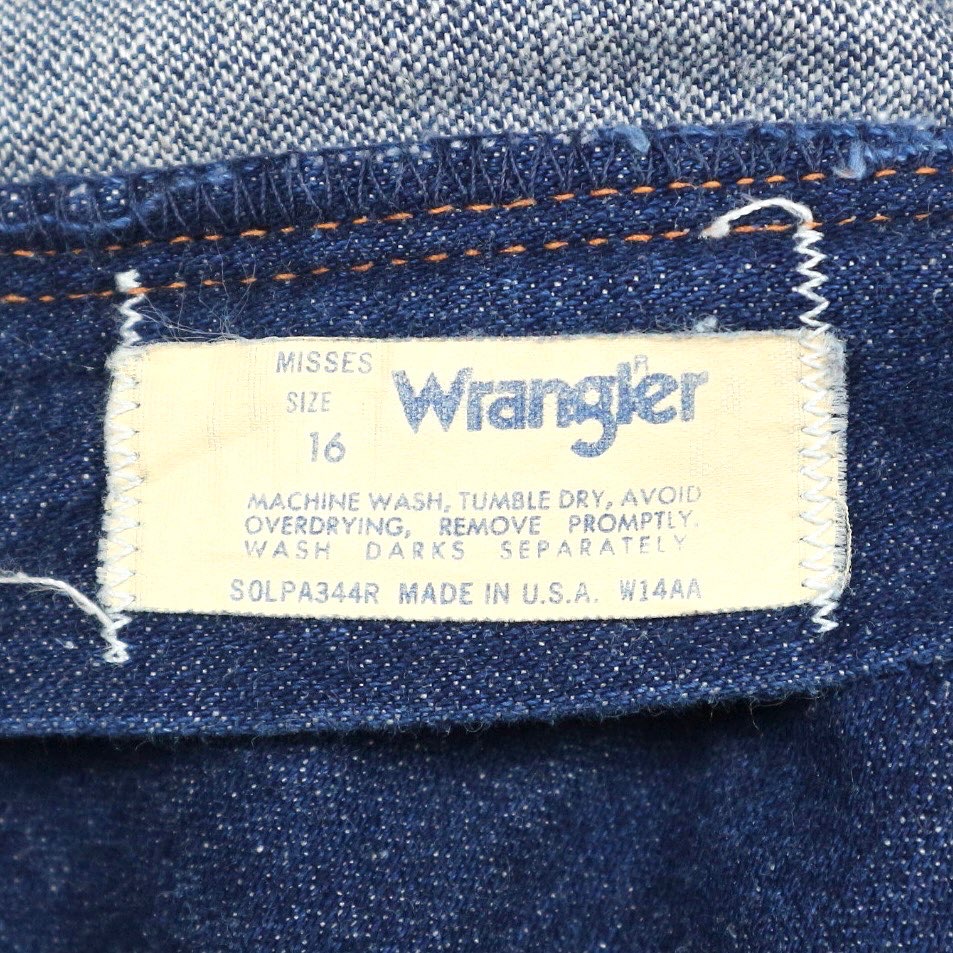 MISSES
SIZE
16
Wrangler®
MACHINE WASH, TUMBLE DRY, AVOID
OVERDRYING, REMOVE PROMPTLY.
WASH DARKS SEPARATELY
SOLPA344R MADE IN U.S.A. W14AA